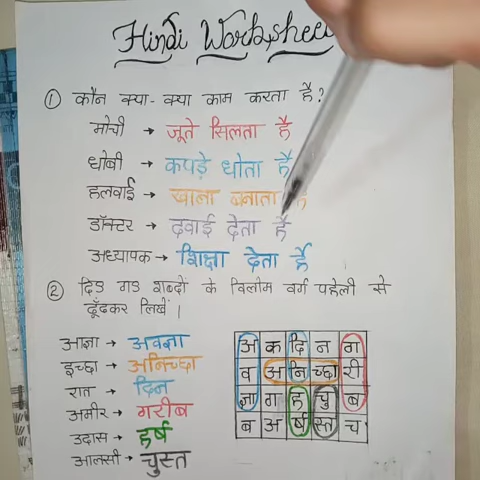 Hindi Worksheet
① कौन क्या-क्या काम करता है?
मोची → जूते सिलता है
धोबी → कपड़े धोता है
हलवाई → खाना बनाता है
डॉक्टर → दवाई देता है
अध्यापक → शिक्षा देता है
② दिए गए शब्दों के विलोम वर्ग पहेली से
ढूँढकर लिखें।
आज्ञा → अवज्ञा
इच्छा → अनिच्छा
रात → दिन
अमीर → गरीब
उदास → हर्ष
आलसी → चुस्त
अ क दि न ग
व अ नि च्छा री
ज्ञा ग ह चु ब
ब अ र्ष स्त च